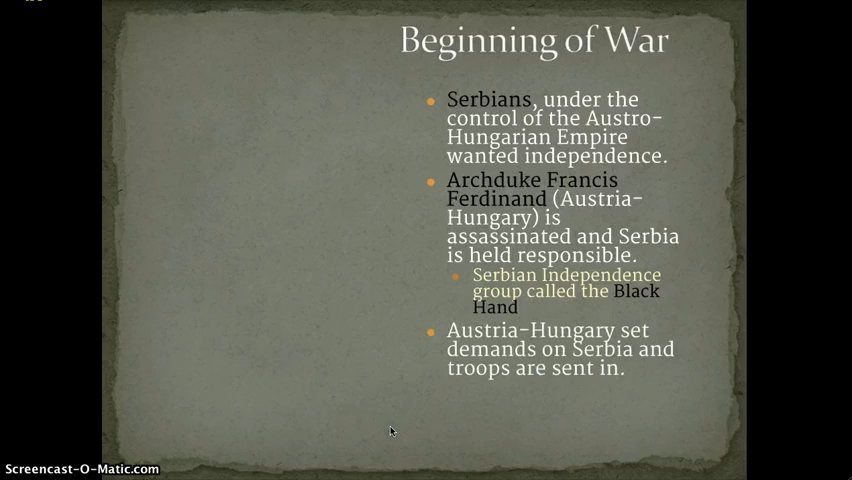 Beginning of War
Serbians, under the
control of the Austro-
Hungarian Empire
wanted independence.
Archduke Francis
Ferdinand (Austria-
Hungary) is
assassinated and Serbia
is held responsible.
Serbian Independence
group called the Black
Hand
Austria-Hungary set
demands on Serbia and
troops are sent in.
Screencast-O-Matic.com